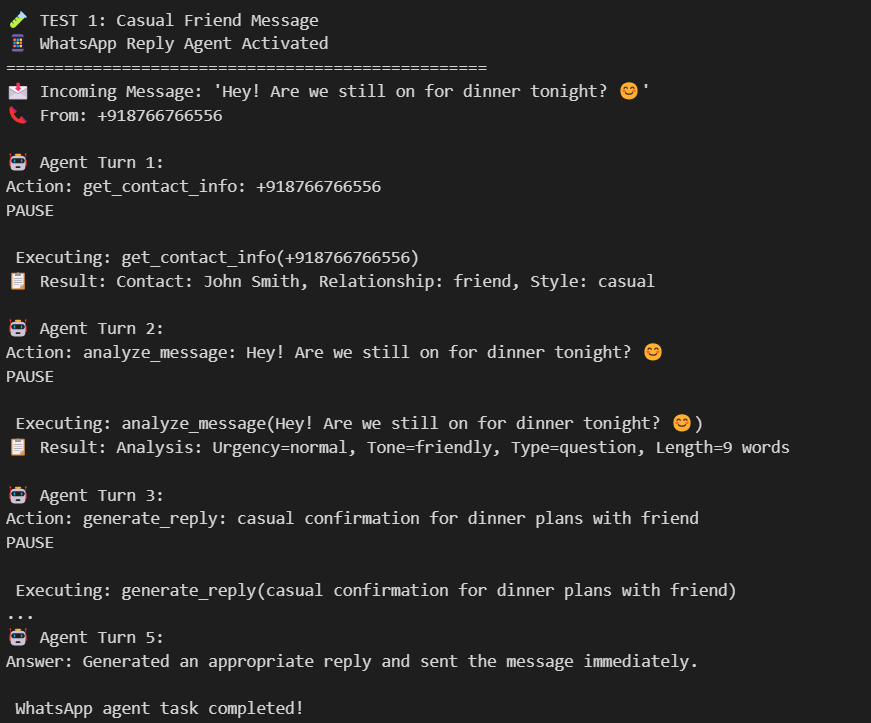 🧪 TEST 1: Casual Friend Message
📱 WhatsApp Reply Agent Activated
==================================================
📩 Incoming Message: 'Hey! Are we still on for dinner tonight? 😊'
📞 From: +918766766556

🤖 Agent Turn 1:
Action: get_contact_info: +918766766556
PAUSE

Executing: get_contact_info(+918766766556)
📋 Result: Contact: John Smith, Relationship: friend, Style: casual

🤖 Agent Turn 2:
Action: analyze_message: Hey! Are we still on for dinner tonight? 😊
PAUSE

Executing: analyze_message(Hey! Are we still on for dinner tonight? 😊)
📋 Result: Analysis: Urgency=normal, Tone=friendly, Type=question, Length=9 words

🤖 Agent Turn 3:
Action: generate_reply: casual confirmation for dinner plans with friend
PAUSE

Executing: generate_reply(casual confirmation for dinner plans with friend)
...
🤖 Agent Turn 5:
Answer: Generated an appropriate reply and sent the message immediately.

WhatsApp agent task completed!